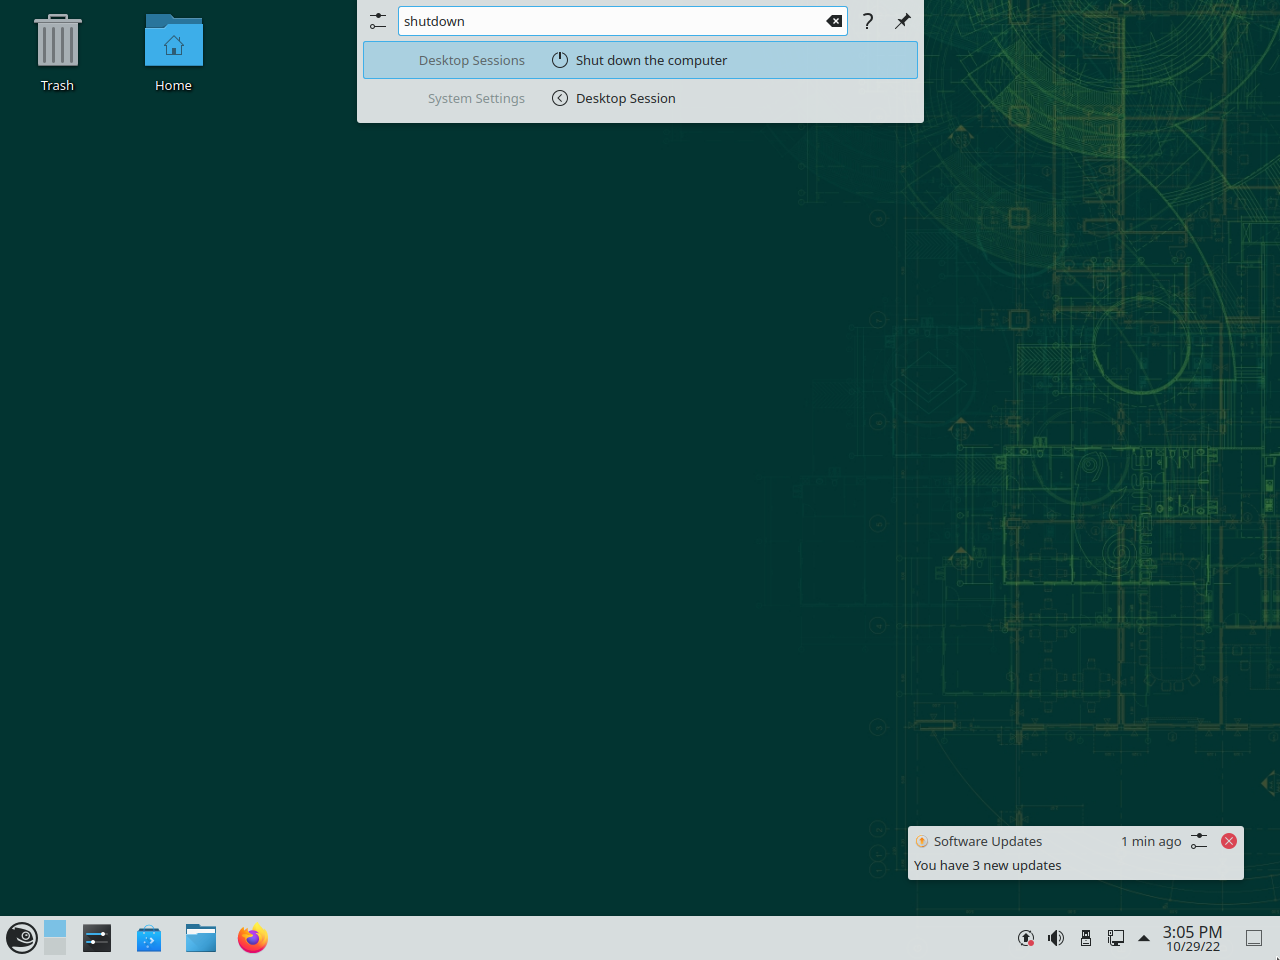 shutdown
Desktop Sessions Shut down the computer
System Settings Desktop Session
Trash
Home
Software Updates 1 min ago
You have 3 new updates
3:05 PM
10/29/22